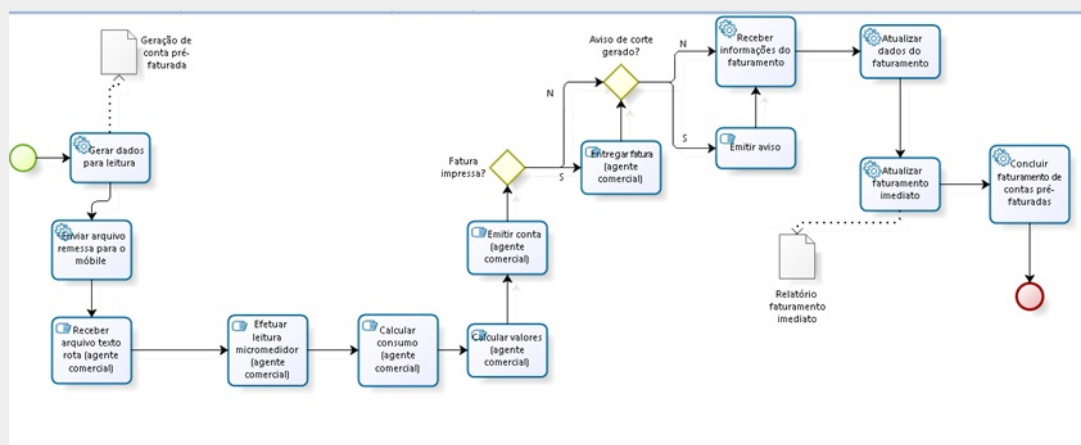 Geração de
conta pré-
faturada
Gerar dados
para leitura
Enviar arquivo
remessa para o
móbile
Receber
arquivo texto
rota (agente
comercial)
Efetuar
leitura
micromedidor
(agente
comercial)
Calcular
consumo
(agente
comercial)
Calcular valores
(agente
comercial)
Emitir conta
(agente
comercial)
Fatura
impressa?
N
S
Entregar fatura
(agente
comercial)
Aviso de corte
gerado?
N
S
Emitir aviso
Receber
informações do
faturamento
Atualizar
dados do
faturamento
Atualizar
faturamento
imediato
Relatório
faturamento
imediato
Concluir
faturamento de
contas pré-
faturadas